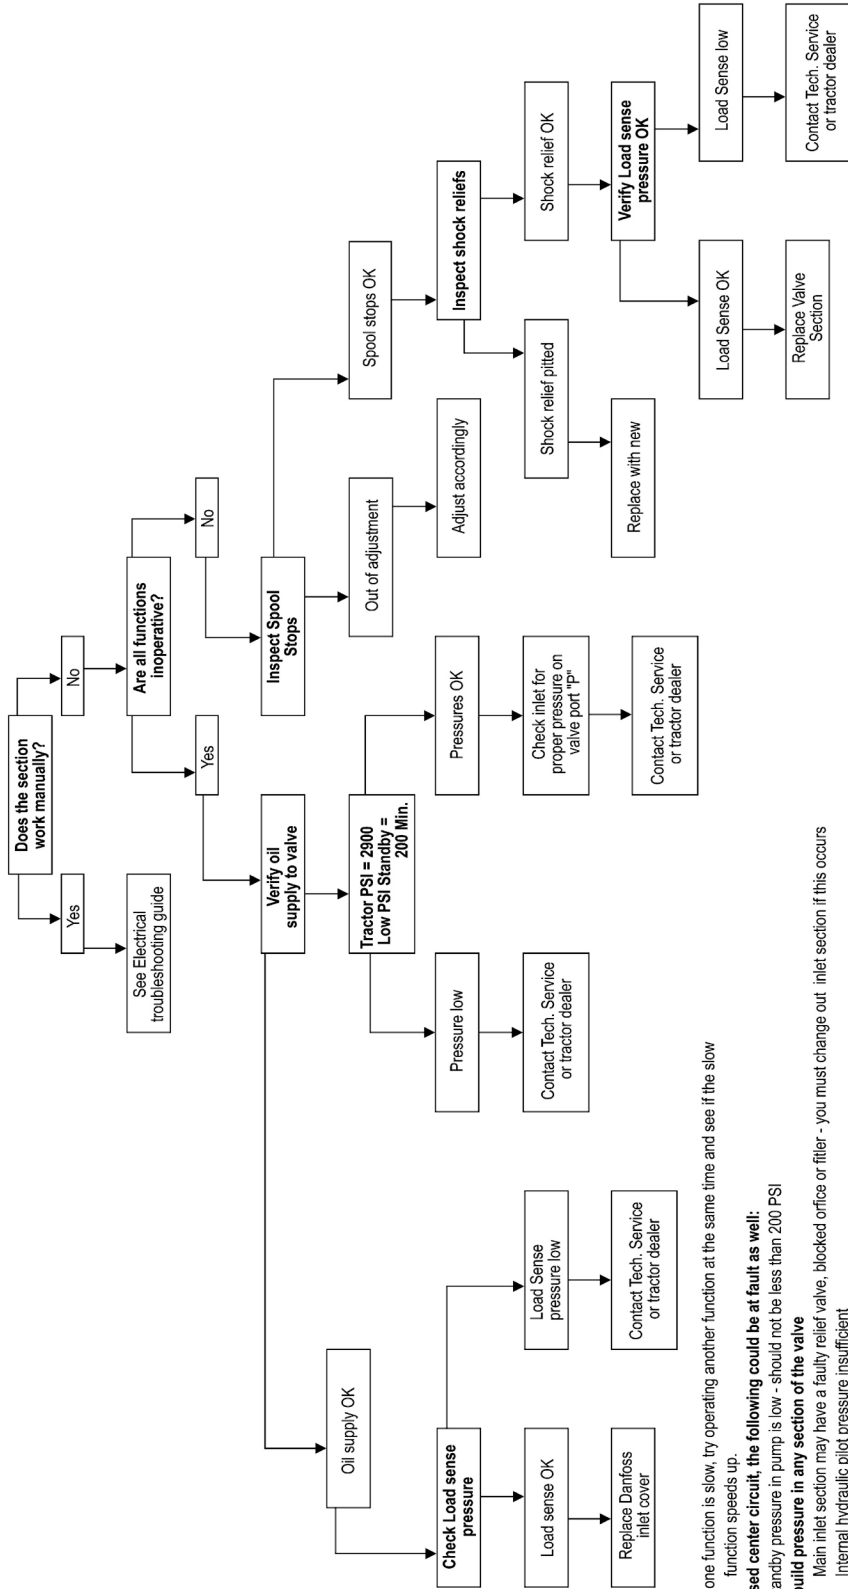 Does the section
work manually?
Yes
No
See Electrical
troubleshooting guide
Are all functions
inoperative?
Yes
No
Verify oil
supply to valve
Inspect Spool
Stops
Oil supply OK
Tractor PSI = 2900
Low PSI Standby =
200 Min.
Out of adjustment
Spool stops OK
Check Load sense
pressure
Pressure low
Pressures OK
Adjust accordingly
Inspect shock reliefs
Load sense OK
Load Sense
pressure low
Contact Tech. Service
or tractor dealer
Check inlet for
proper pressure on
valve port "P"
Shock relief pitted
Shock relief OK
Replace Danfoss
inlet cover
Contact Tech. Service
or tractor dealer
Contact Tech. Service
or tractor dealer
Replace with new
Verify Load sense
pressure OK
Load Sense OK
Load Sense low
Replace Valve
Section
Contact Tech. Service
or tractor dealer
one function is slow, try operating another function at the same time and see if the slow
function speeds up.
center circuit, the following could be at fault as well:
pressure in pump is low - should not be less than 200 PSI
build pressure in any section of the valve
Main inlet section may have a faulty relief valve, blocked orfice or fitler - you must change out inlet section if this occurs
Internal hydraulic pilot pressure insufficient